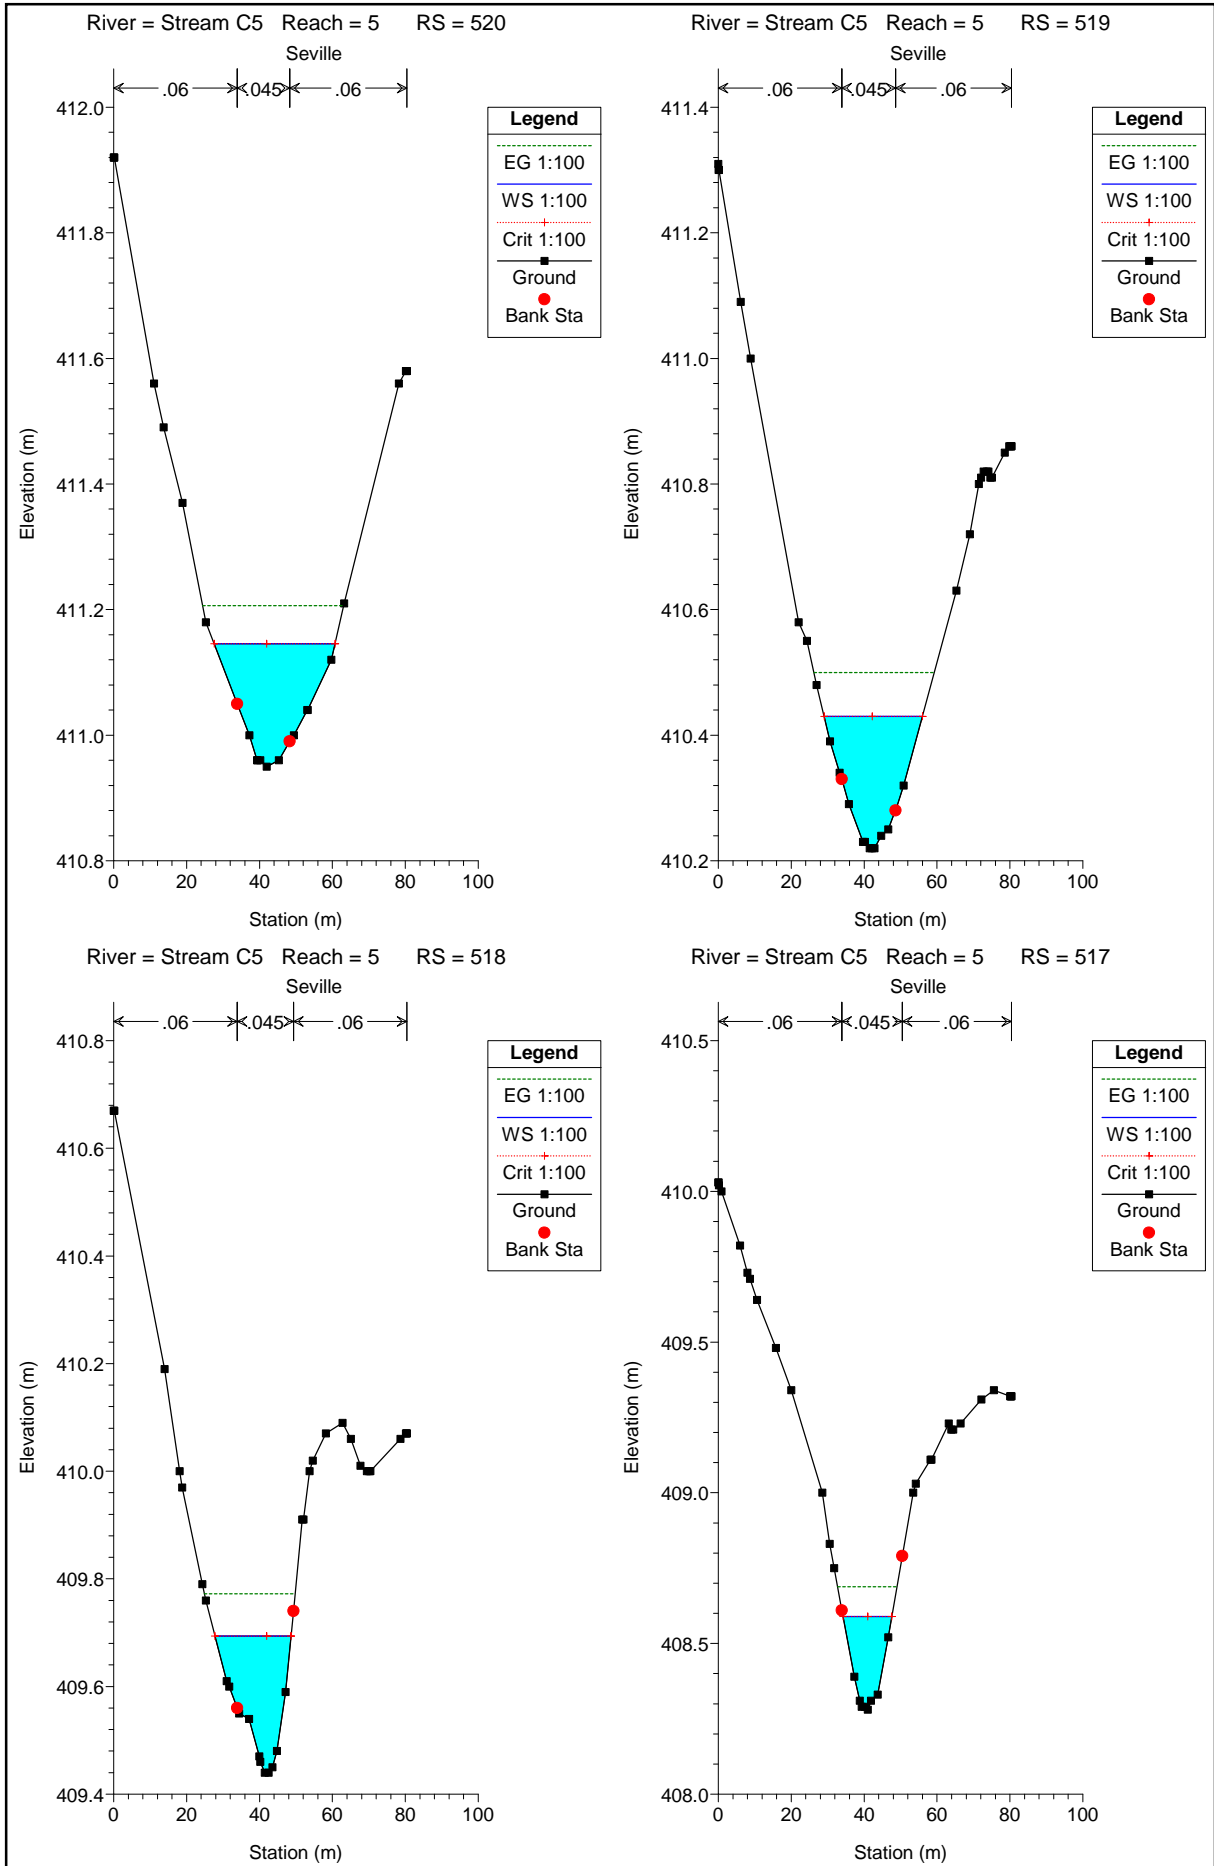 River = Stream C5 Reach = 5 RS = 520
Seville
.06 .045 .06
Legend
EG 1:100
WS 1:100
Crit 1:100
Ground
Bank Sta
412.0
411.8
411.6
411.4
411.2
411.0
410.8
Elevation (m)
0 20 40 60 80 100
Station (m)
River = Stream C5 Reach = 5 RS = 519
Seville
.06 .045 .06
Legend
EG 1:100
WS 1:100
Crit 1:100
Ground
Bank Sta
411.4
411.2
411.0
410.8
410.6
410.4
410.2
Elevation (m)
0 20 40 60 80 100
Station (m)
River = Stream C5 Reach = 5 RS = 518
Seville
.06 .045 .06
Legend
EG 1:100
WS 1:100
Crit 1:100
Ground
Bank Sta
410.8
410.6
410.4
410.2
410.0
409.8
409.6
409.4
Elevation (m)
0 20 40 60 80 100
Station (m)
River = Stream C5 Reach = 5 RS = 517
Seville
.06 .045 .06
Legend
EG 1:100
WS 1:100
Crit 1:100
Ground
Bank Sta
410.5
410.0
409.5
409.0
408.5
408.0
Elevation (m)
0 20 40 60 80 100
Station (m)